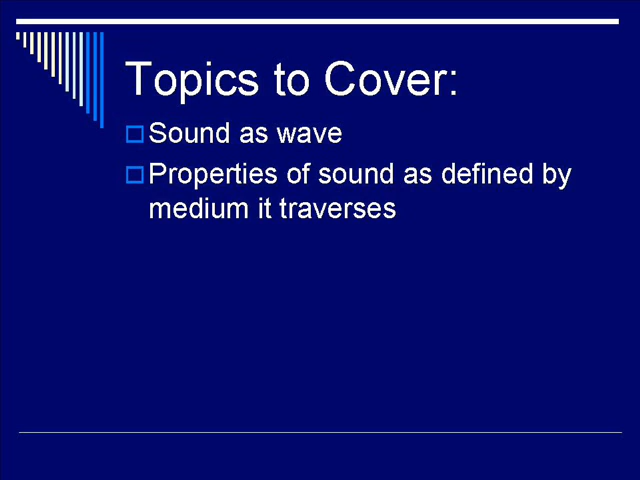 Topics to Cover:
Sound as wave
Properties of sound as defined by
medium it traverses